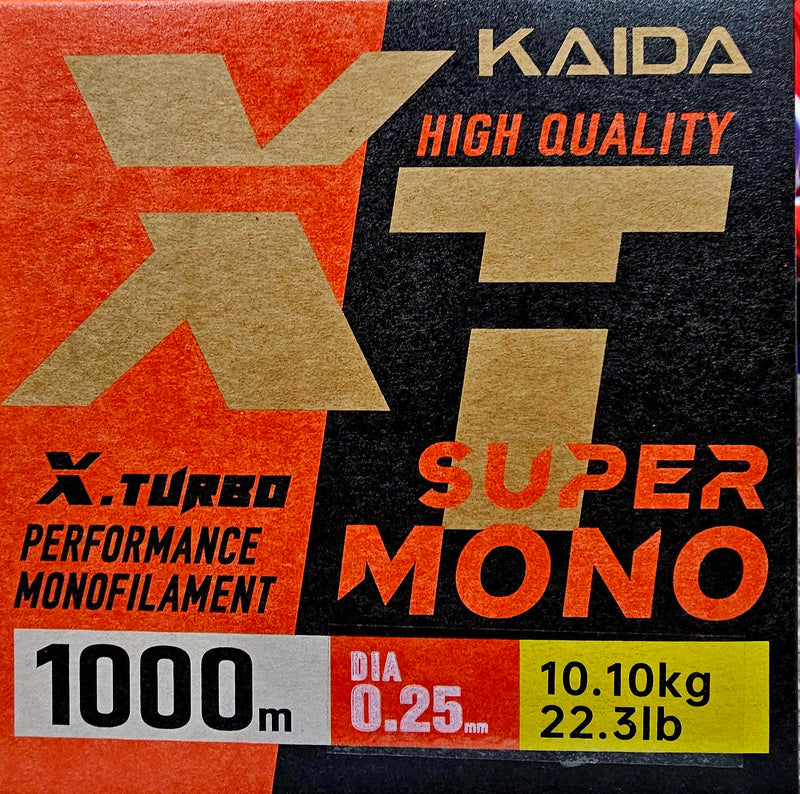 XT
KAIDA
HIGH QUALITY
X.TURBO
PERFORMANCE
MONOFILAMENT
SUPER
MONO
1000m
DIA
0.25mm
10.10kg
22.3lb